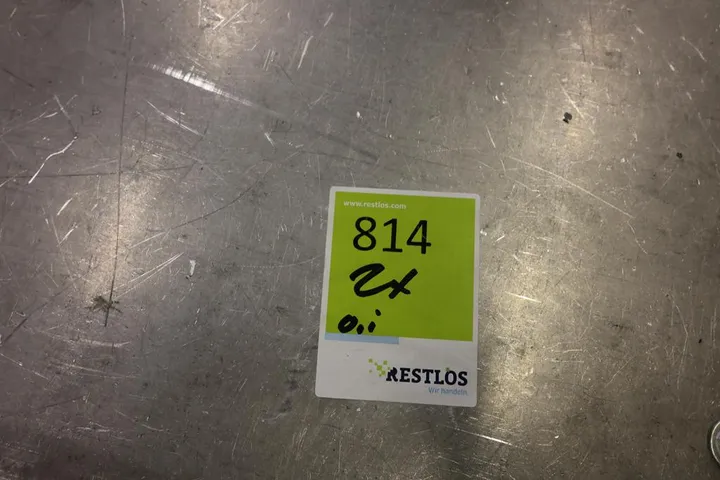 www.restlos.com
814
2x
o.i
RESTLOS
Wir handeln.